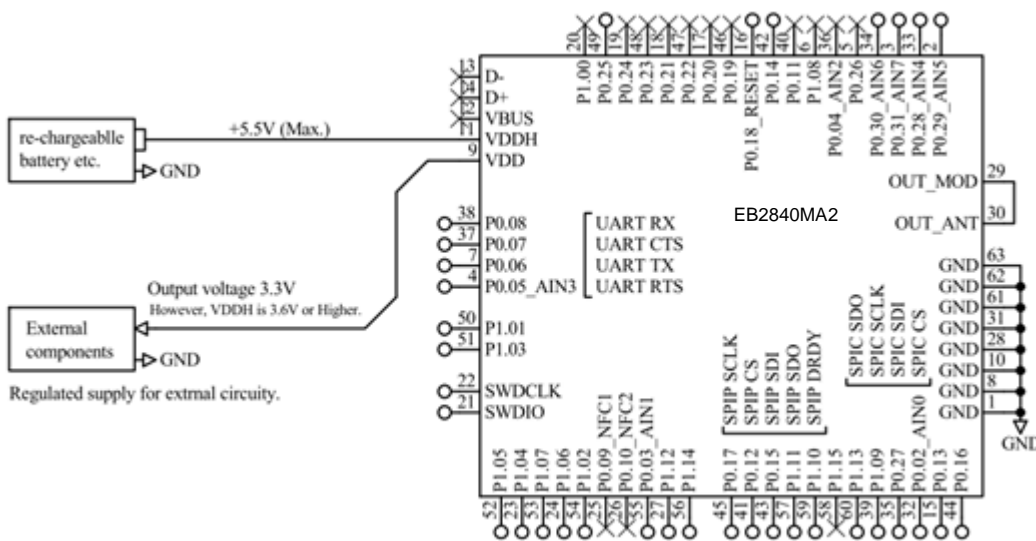 20 49 19 48 18 47 17 46 16 42 40 6 36 5 34 3 33 2
P1.00
P0.25
P0.24
P0.23
P0.21
P0.22
P0.20
P0.19
P0.18_RESET
P0.14
P0.11
P1.08
P0.04_AIN2
P0.26
P0.30_AIN6
P0.31_AIN7
P0.28_AIN4
P0.29_AIN5
13 D-
D+
VBUS
11 VDDH
9 VDD
re-chargeablle
battery etc.
+5.5V (Max.)
GND
EB2840MA2
OUT_MOD 29
OUT_ANT 30
38 P0.08 UART RX
37 P0.07 UART CTS
7 P0.06 UART TX
4 P0.05_AIN3 UART RTS
Output voltage 3.3V
However, VDDH is 3.6V or Higher.
External
components
GND
Regulated supply for extrnal circuity.
50 P1.01
51 P1.03
22 SWDCLK
21 SWDIO
GND 63
GND 62
GND 61
GND 31
GND 28
GND 10
GND 8
GND 1
GND
SPIP SCLK
SPIP CS
SPIP SDI
SPIP SDO
SPIP DRDY
SPIC SDO
SPIC SCLK
SPIC SDI
SPIC CS
P1.05
P1.04
P1.07
P1.06
P1.02
P0.09_NFC1
P0.10_NFC2
P0.03_AIN1
P1.12
P1.14
P0.17
P0.12
P0.15
P1.11
P1.10
P1.15
P1.13
P1.09
P0.27
P0.02_AIN0
P0.13
P0.16
52 23 53 24 54 25 26 55 27 56 45 41 43 57 59 58 60 39 35 32 15 44